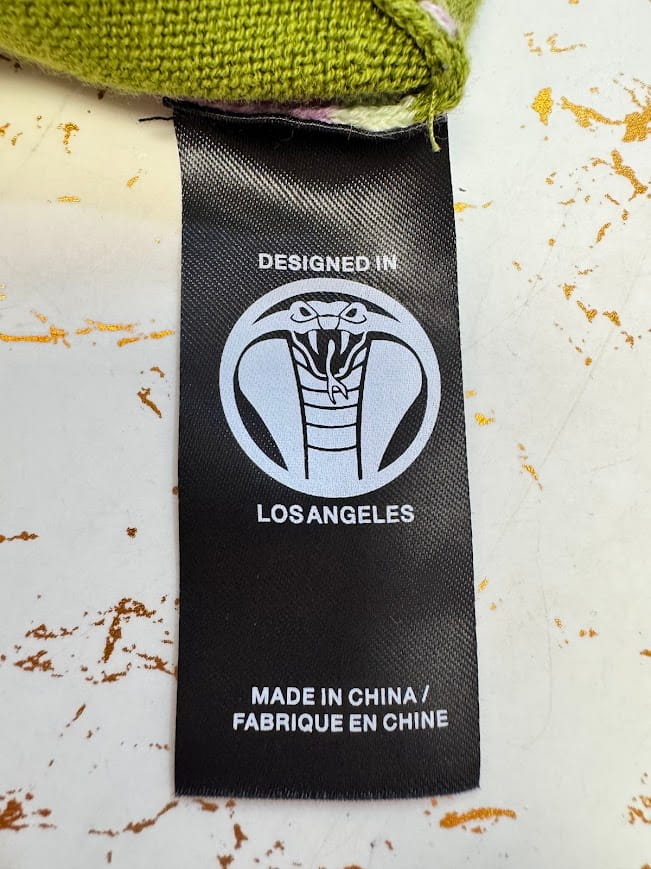 DESIGNED IN
LOS ANGELES
MADE IN CHINA /
FABRIQUE EN CHINE